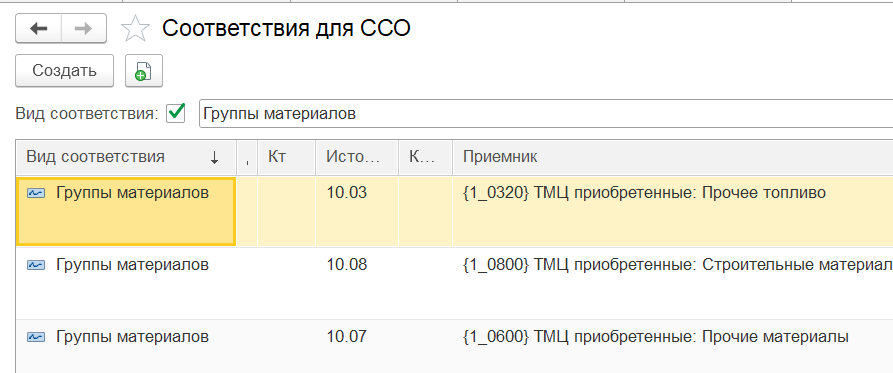 Соответствия для ССО
Создать
Вид соответствия: Группы материалов
Вид соответствия ↓ Кт Исто... К... Приемник
Группы материалов 10.03 {1_0320} ТМЦ приобретенные: Прочее топливо
Группы материалов 10.08 {1_0800} ТМЦ приобретенные: Строительные материал
Группы материалов 10.07 {1_0600} ТМЦ приобретенные: Прочие материалы